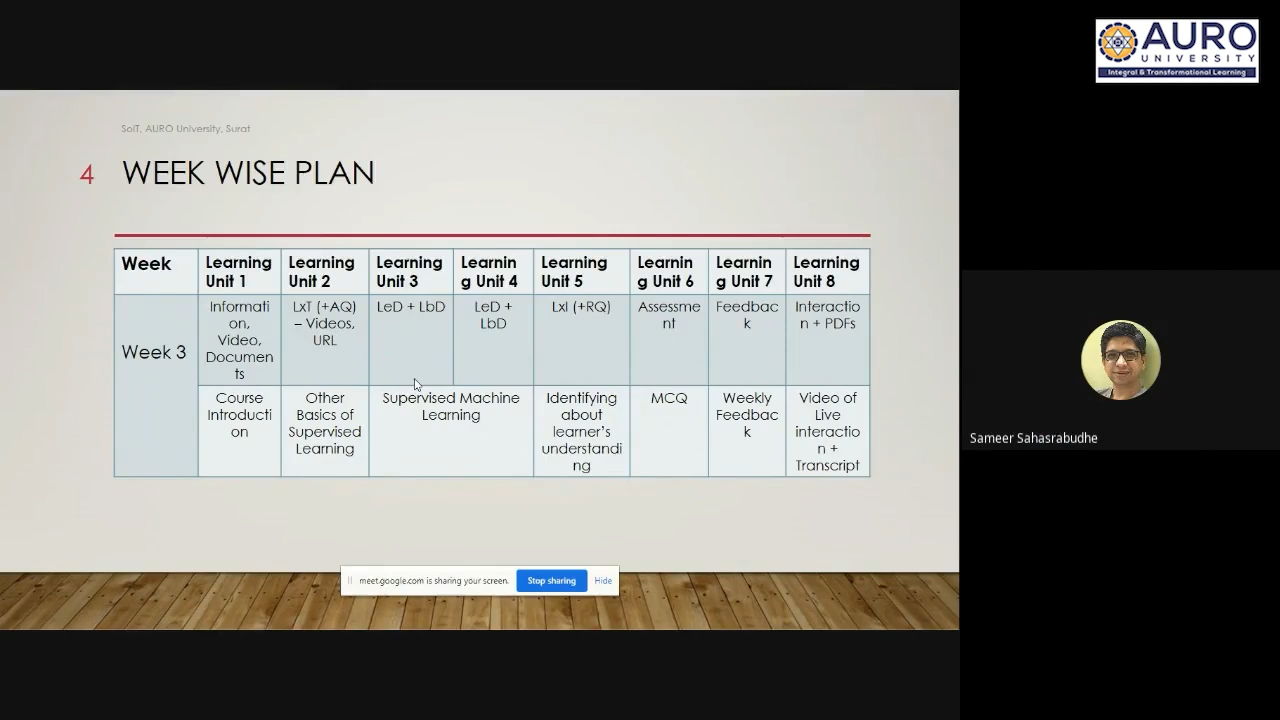 AURO
UNIVERSITY
Integral & Transformational Learning
SoIT, AURO University, Surat
4 WEEK WISE PLAN
Week
Learning
Unit 1
Learning
Unit 2
Learning
Unit 3
Learnin
g Unit 4
Learning
Unit 5
Learnin
g Unit 6
Learnin
g Unit 7
Learning
Unit 8
Week 3
Informati
on,
Video,
Documen
ts
LxT (+AQ)
– Videos,
URL
LeD + LbD
LeD +
LbD
LxI (+RQ)
Assessme
nt
Feedbac
k
Interactio
n + PDFs
Course
Introducti
on
Other
Basics of
Supervised
Learning
Supervised Machine
Learning
Identifying
about
learner's
understandi
ng
MCQ
Weekly
Feedbac
k
Video of
Live
interactio
n +
Transcript
Sameer Sahasrabudhe
meet.google.com is sharing your screen.
Stop sharing
Hide